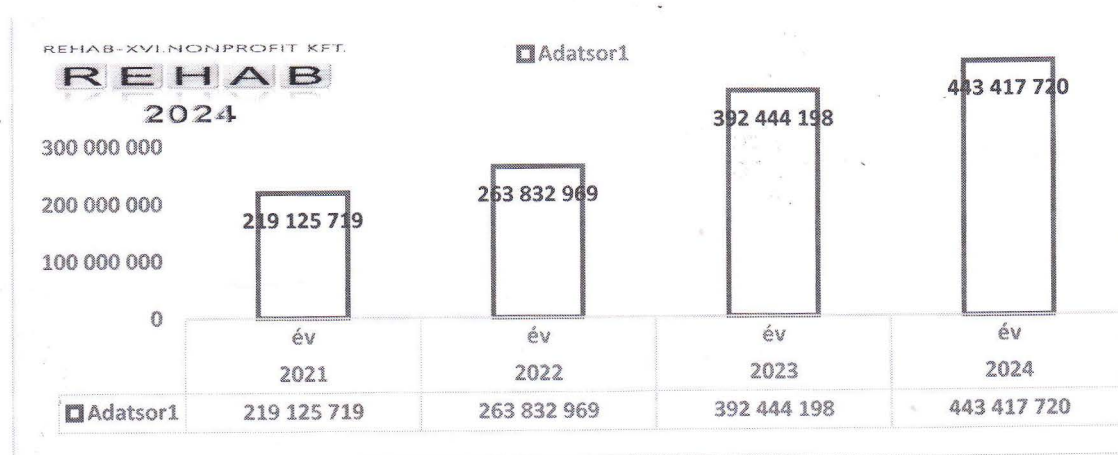 REHAB-XVI.NONPROFIT KFT.
REHAB
2024
Adatsor1
300 000 000
200 000 000
100 000 000
0
219 125 719
263 832 969
392 444 198
443 417 720
év év év év
2021 2022 2023 2024
Adatsor1 219 125 719 263 832 969 392 444 198 443 417 720